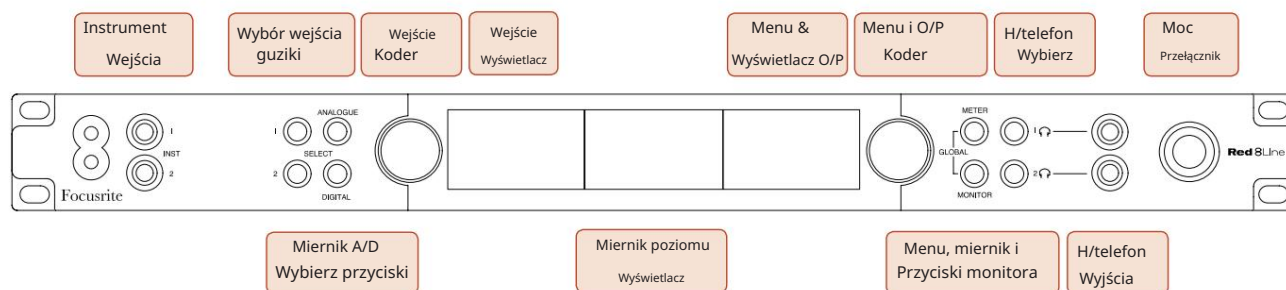 Instrument
Wejścia
Wybór wejścia
guziki
Wejście
Koder
Wejście
Wyświetlacz
Menu &
Wyświetlacz O/P
Menu i O/P
Koder
H/telefon
Wybierz
Moc
Przełącznik
ANALOGUE
METER
1
1
1
INST
SELECT
GLOBAL
Red 8Line
2
2
2
Focusrite
DIGITAL
MONITOR
Miernik A/D
Wybierz przyciski
Miernik poziomu
Wyświetlacz
Menu, miernik i
Przyciski monitora
H/telefon
Wyjścia